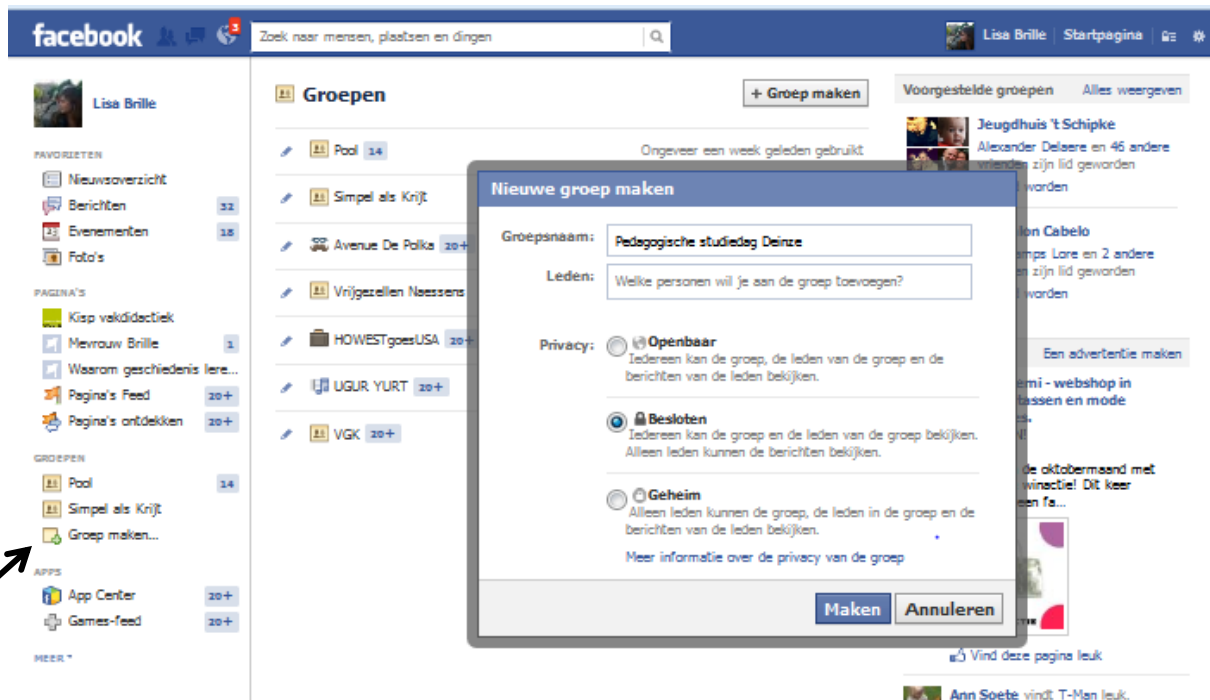 facebook
3
Zoek naar mensen, plaatsen en dingen
Lisa Brille
Startpagina
Lisa Brille
FAVORIETEN
Nieuwsoverzicht
Berichten 32
Evenementen 18
Foto's
PAGINA'S
Kisp vakdidactiek
Mevrouw Brille 1
Waarom geschiedenis lere...
Pagina's Feed 20+
Pagina's ontdekken 20+
GROEPEN
Pool 14
Simpel als Krijt
Groep maken...
APPS
App Center 20+
Games-feed 20+
MEER
Groepen
+ Groep maken
Pool 14 Ongeveer een week geleden gebruikt
Simpel als Krijt
Avenue De Polka 20+
Vrijgezellen Naessens
HOWESTgoesUSA 20+
UGUR YURT 20+
VGK 20+
Nieuwe groep maken
Groepsnaam: Pedagogische studiedag Deinze
Leden: Welke personen wil je aan de groep toevoegen?
Privacy: Openbaar
Iedereen kan de groep, de leden van de groep en de
berichten van de leden bekijken.
Besloten
Iedereen kan de groep en de leden van de groep bekijken.
Alleen leden kunnen de berichten bekijken.
Geheim
Alleen leden kunnen de groep, de leden in de groep en de
berichten van de leden bekijken.
Meer informatie over de privacy van de groep
Maken Annuleren
Voorgestelde groepen Alles weergeven
Jeugdhuis 't Schipke
Alexander Delaere en 46 andere
vrienden zijn lid geworden
worden
Cabelo
Lore en 2 andere
zijn lid geworden
worden
Een advertentie maken
- webshop in
tassen en mode
de oktobermaand met
winactie! Dit keer
een fa...
Vind deze pagina leuk
Ann Soete vindt T-Man leuk.